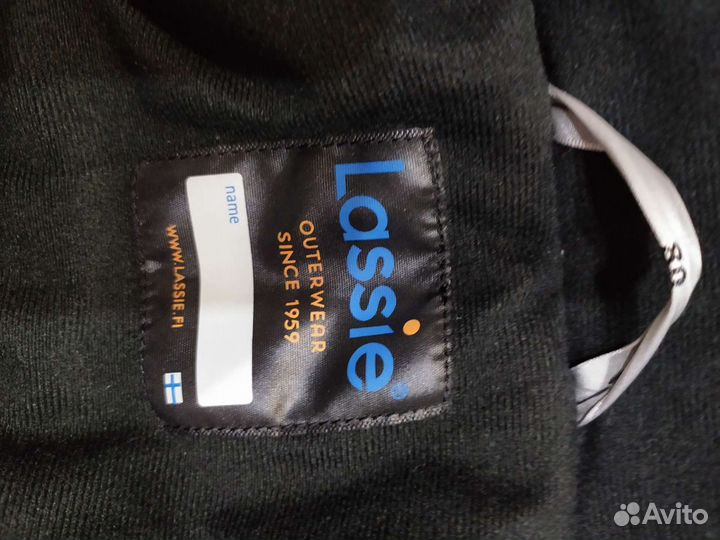 Lassie®
OUTERWEAR
SINCE 1959
name
WWW.LASSIE.FI
80
Avito